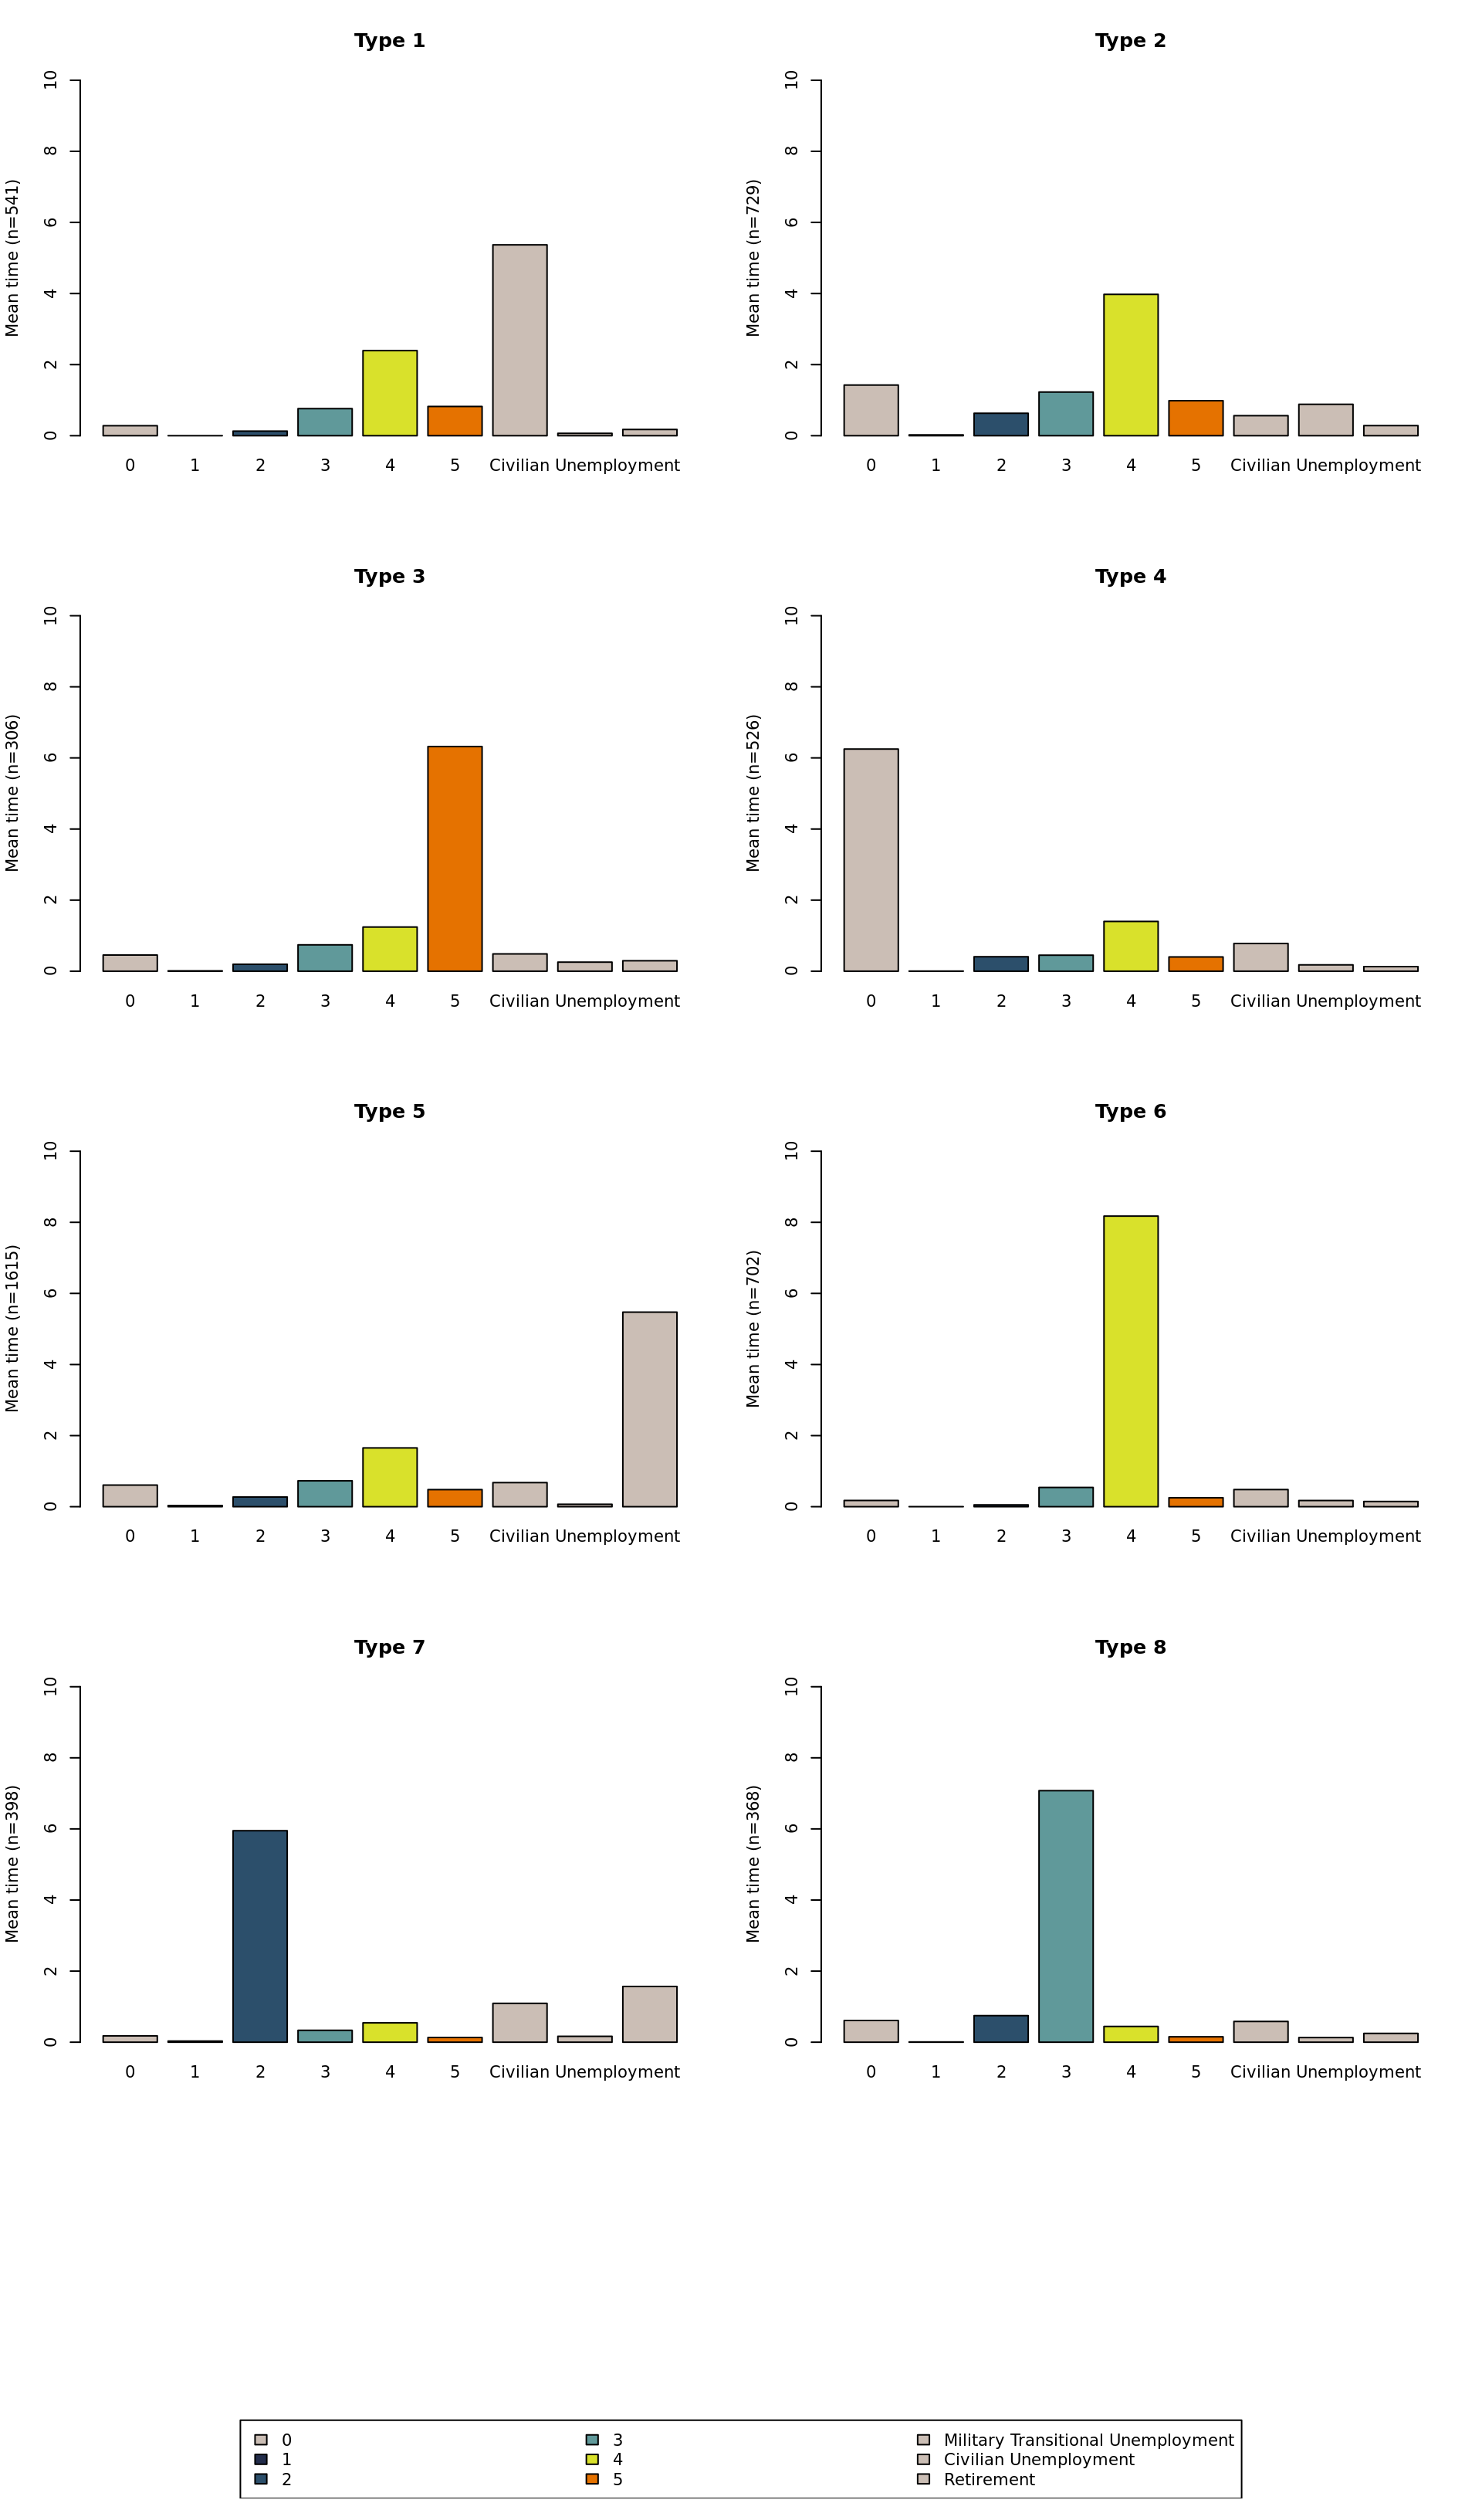 Type 1
Mean time (n=541)
0 2 4 6 8 10
0 1 2 3 4 5 Civilian Unemployment
Type 2
Mean time (n=729)
0 2 4 6 8 10
0 1 2 3 4 5 Civilian Unemployment
Type 3
Mean time (n=306)
0 2 4 6 8 10
0 1 2 3 4 5 Civilian Unemployment
Type 4
Mean time (n=526)
0 2 4 6 8 10
0 1 2 3 4 5 Civilian Unemployment
Type 5
Mean time (n=1615)
0 2 4 6 8 10
0 1 2 3 4 5 Civilian Unemployment
Type 6
Mean time (n=702)
0 2 4 6 8 10
0 1 2 3 4 5 Civilian Unemployment
Type 7
Mean time (n=398)
0 2 4 6 8 10
0 1 2 3 4 5 Civilian Unemployment
Type 8
Mean time (n=368)
0 2 4 6 8 10
0 1 2 3 4 5 Civilian Unemployment
0
1
2
3
4
5
Military Transitional Unemployment
Civilian Unemployment
Retirement